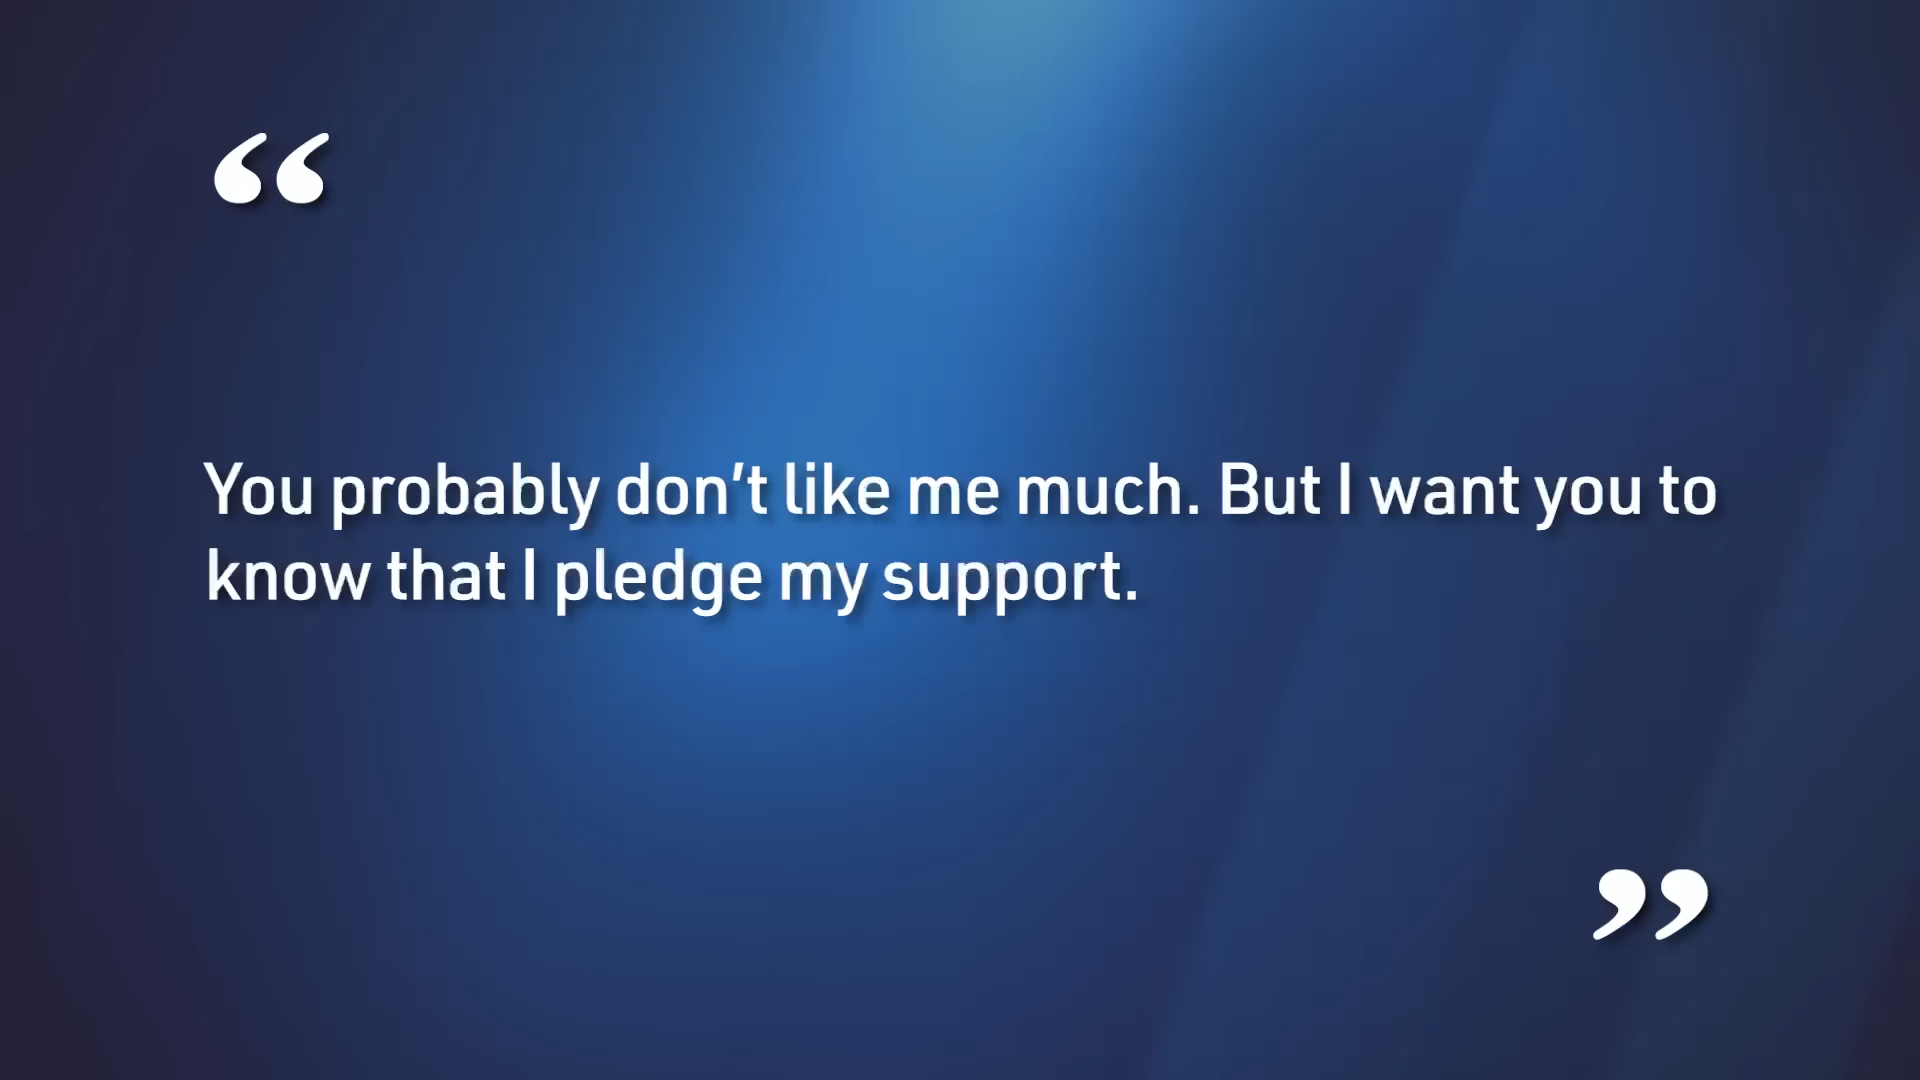 “
You probably don’t like me much. But I want you to
know that I pledge my support.
”